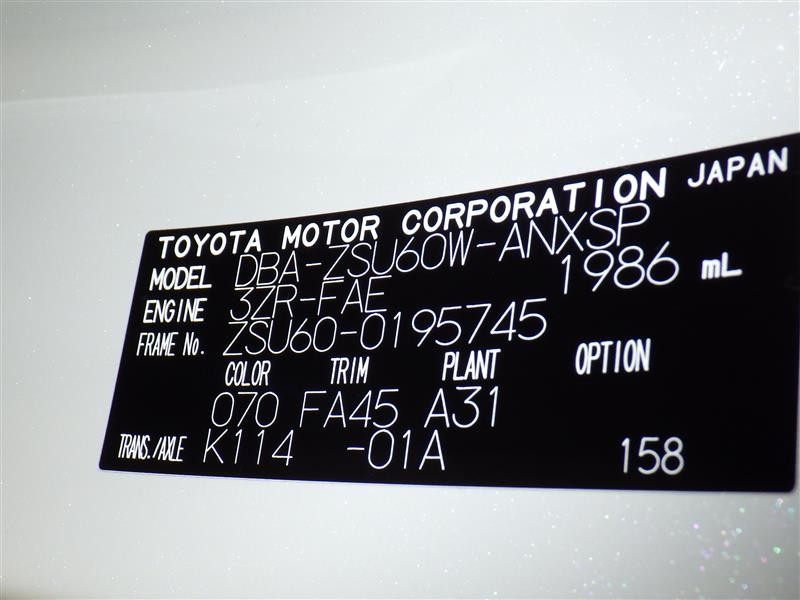 TOYOTA MOTOR CORPORATION JAPAN
MODEL DBA-ZSU60W-ANXSP
ENGINE 3ZR-FAE 1986 mL
FRAME No. ZSU60-0195745
COLOR TRIM PLANT OPTION
070 FA45 A31
TRANS./AXLE K114 -01A 158